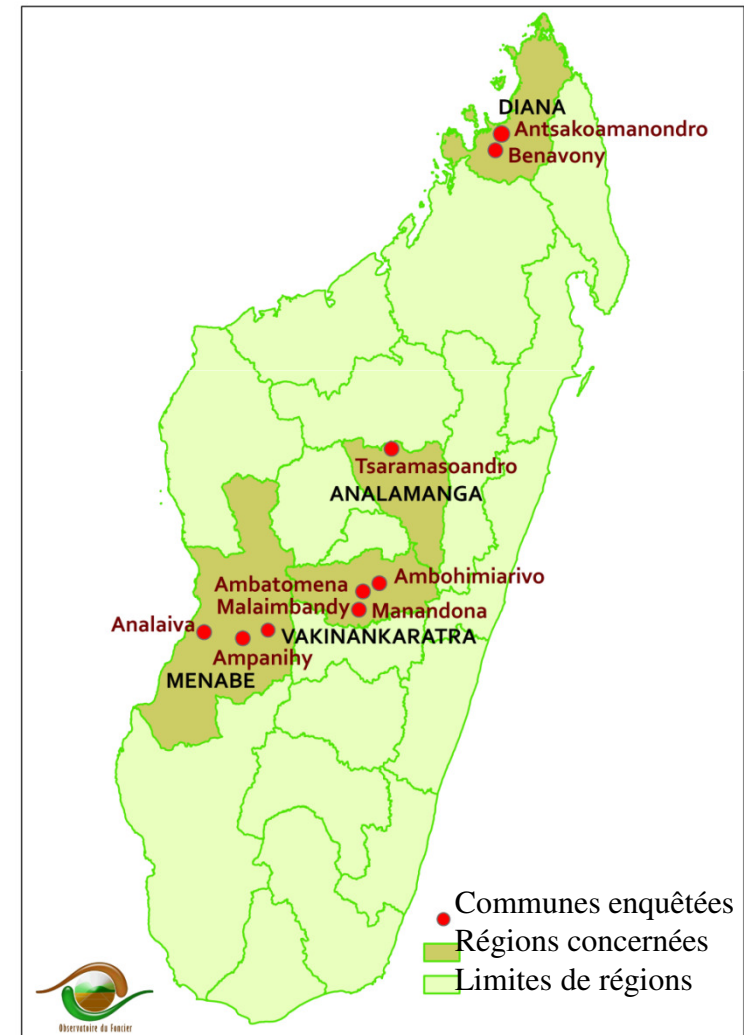 DIANA
Antsakoamanondro
Benavony
Tsaramasoandro
ANALAMANGA
Ambatomena
Ambohimiarivo
Malaimbandy
Manandona
Analaiva
VAKINANKARATRA
Ampanihy
MENABE
Communes enquêtées
Régions concernées
Limites de régions
Observatoire du Foncier